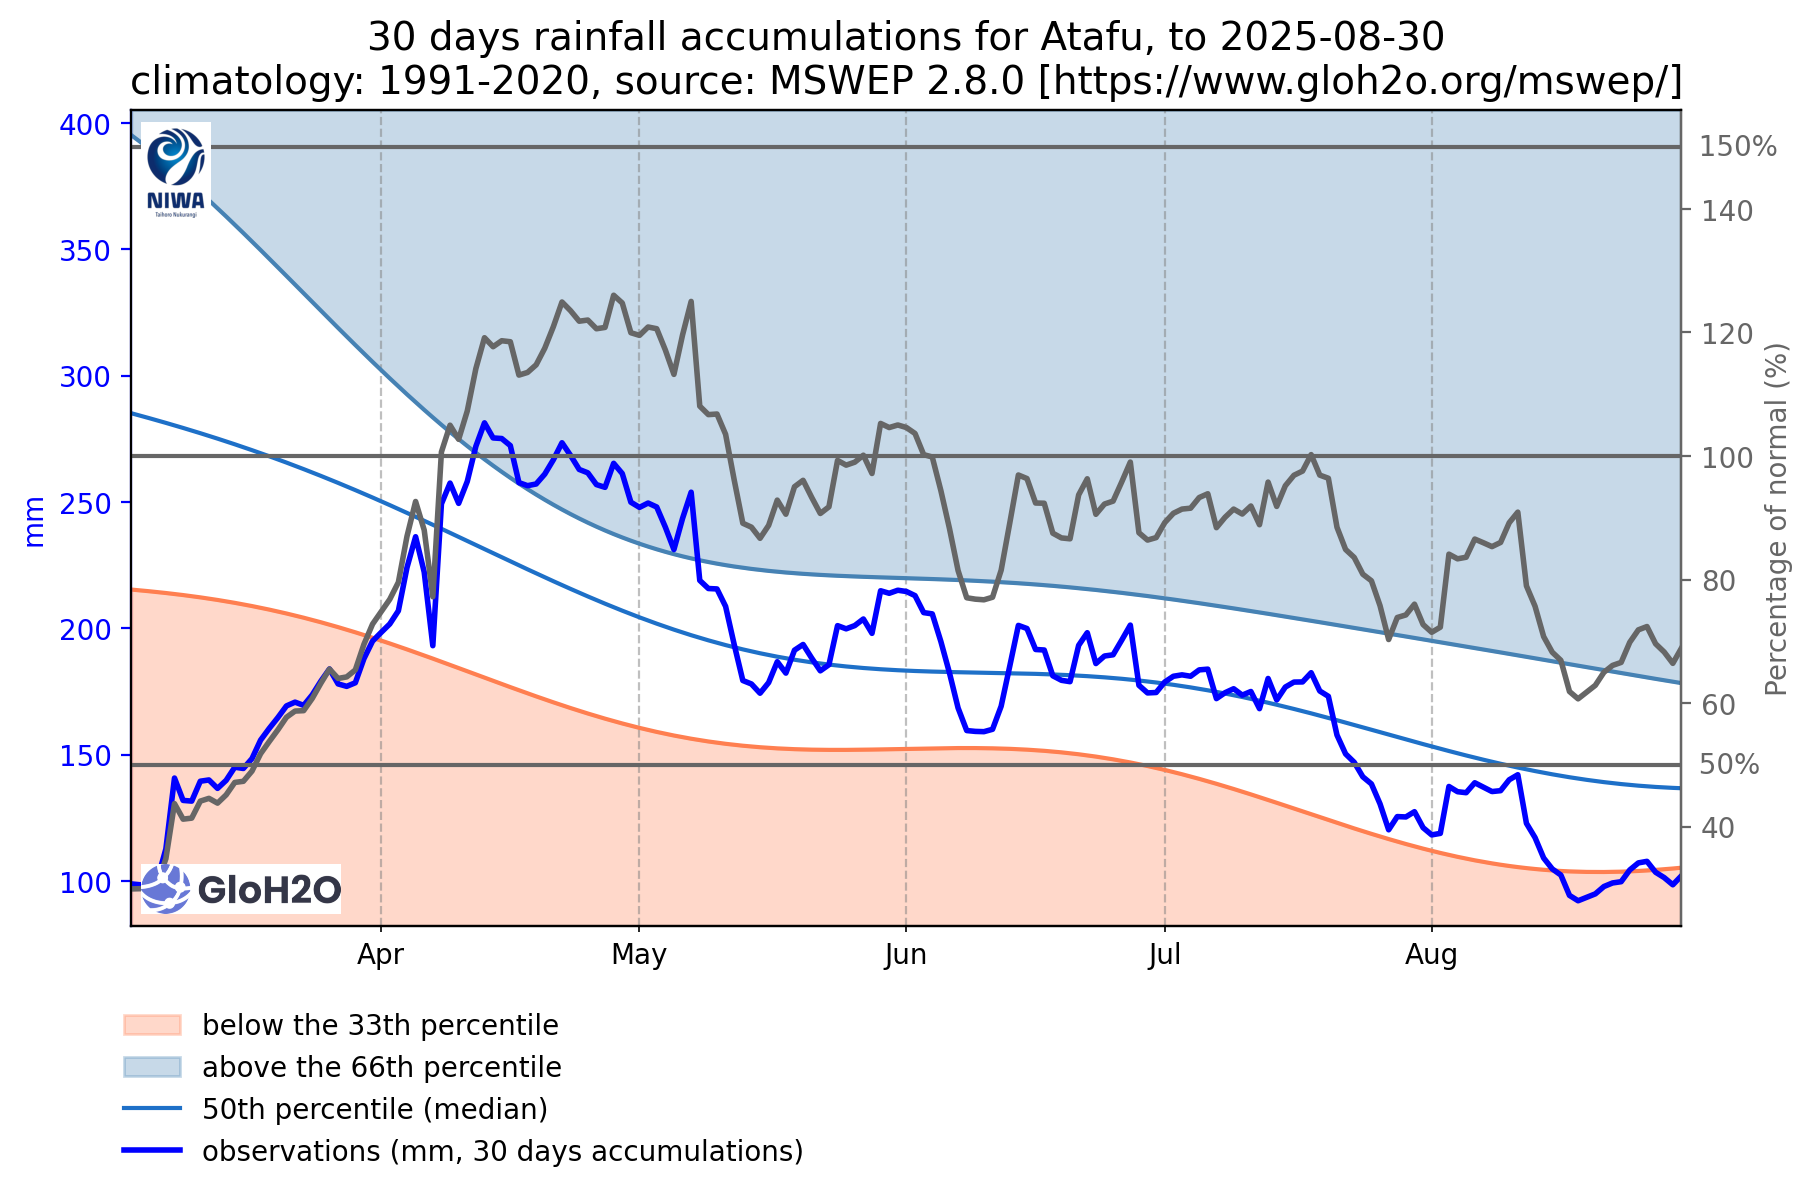 30 days rainfall accumulations for Atafu, to 2025-08-30
climatology: 1991-2020, source: MSWEP 2.8.0 [https://www.gloh2o.org/mswep/]
400
350
300
250
200
150
100
mm
NIWA
Taihoro Nukurangi
GloH2O
150%
140
120
100
80
60
50%
40
Percentage of normal (%)
Apr
May
Jun
Jul
Aug
below the 33th percentile
above the 66th percentile
50th percentile (median)
observations (mm, 30 days accumulations)